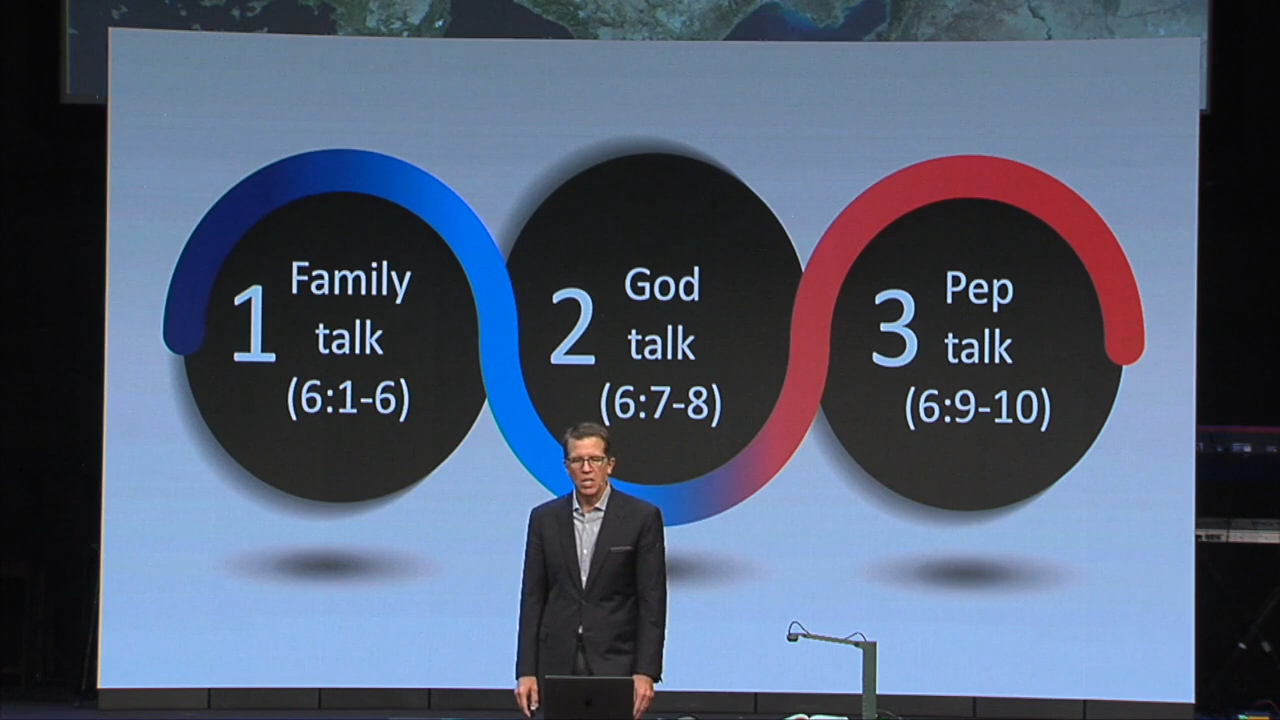 1
Family
talk
(6:1-6)
2
God
talk
(6:7-8)
3
Pep
talk
(6:9-10)